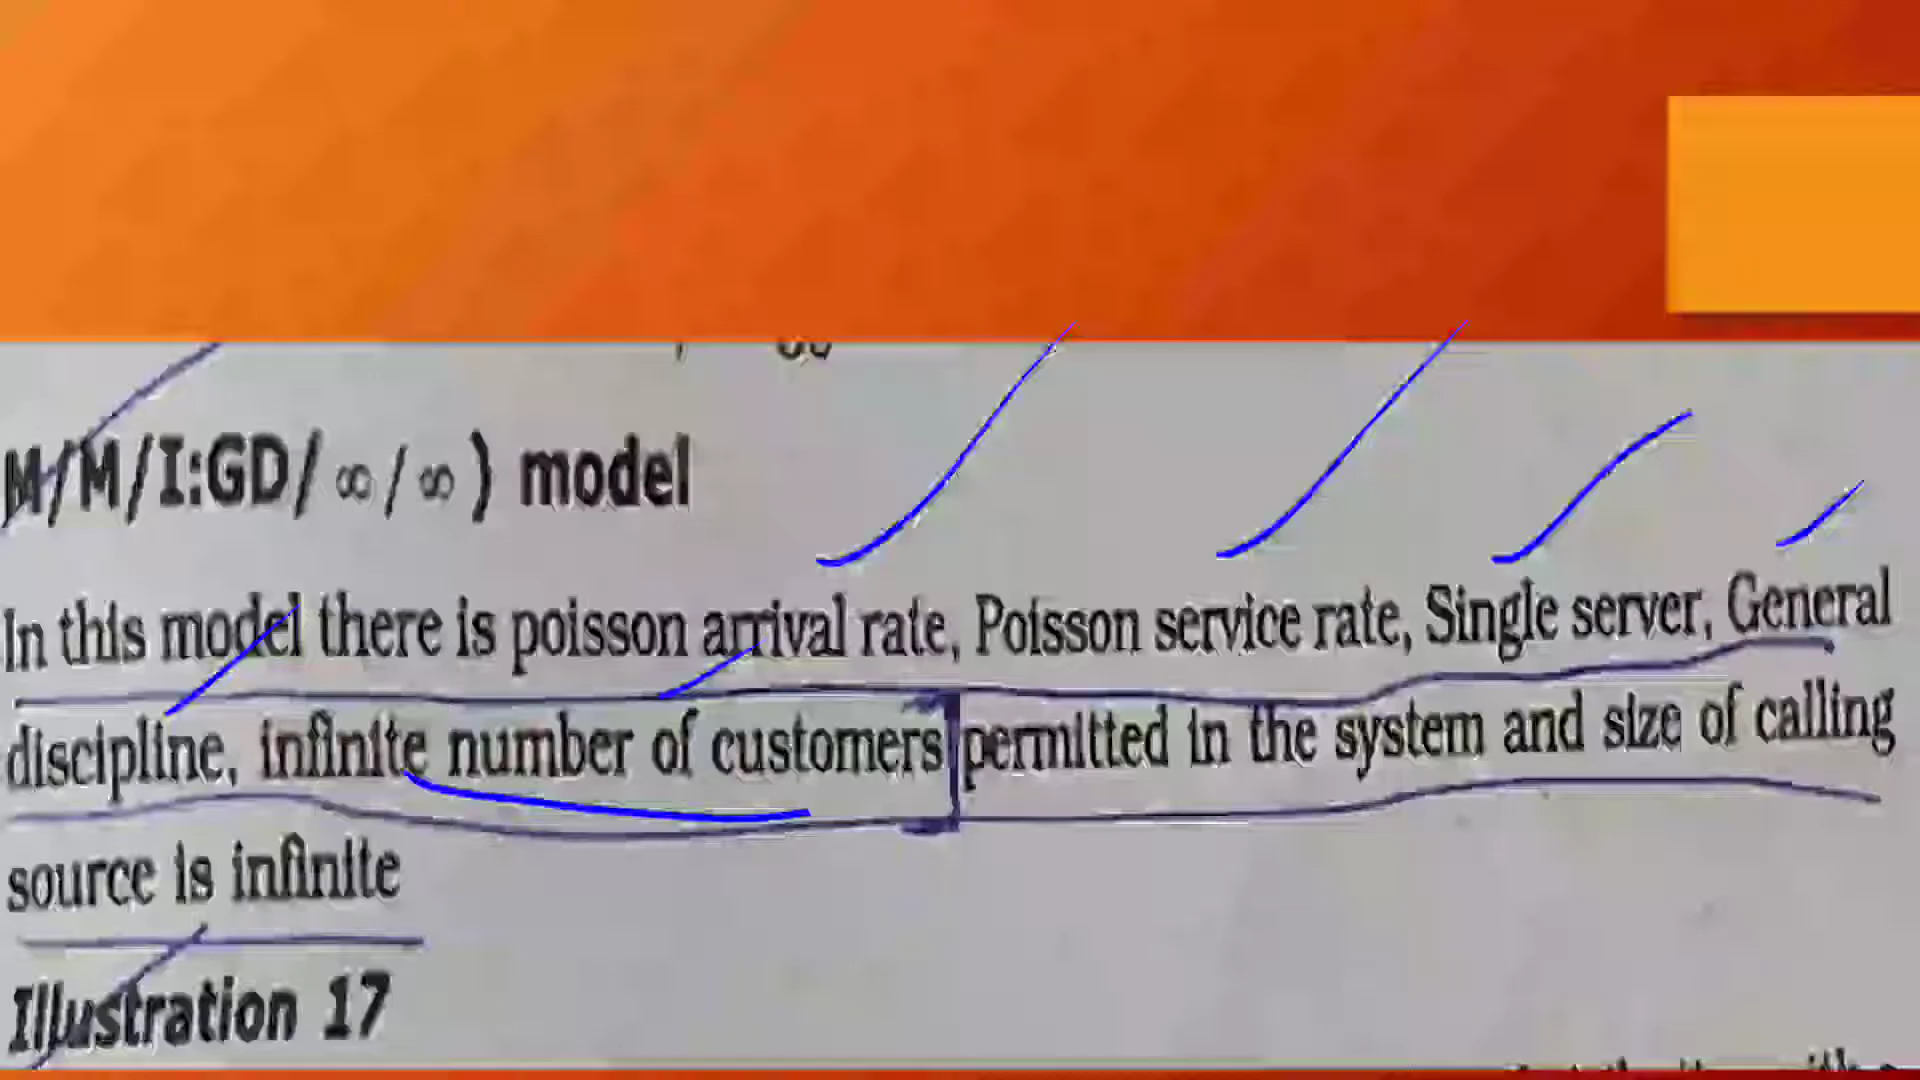 M/M/I:GD/ ∞ / ∞ ) model
In this model there is poisson arrival rate, Poisson service rate, Single server, General
discipline, infinite number of customers permitted in the system and size of calling
source is infinite
Illustration 17